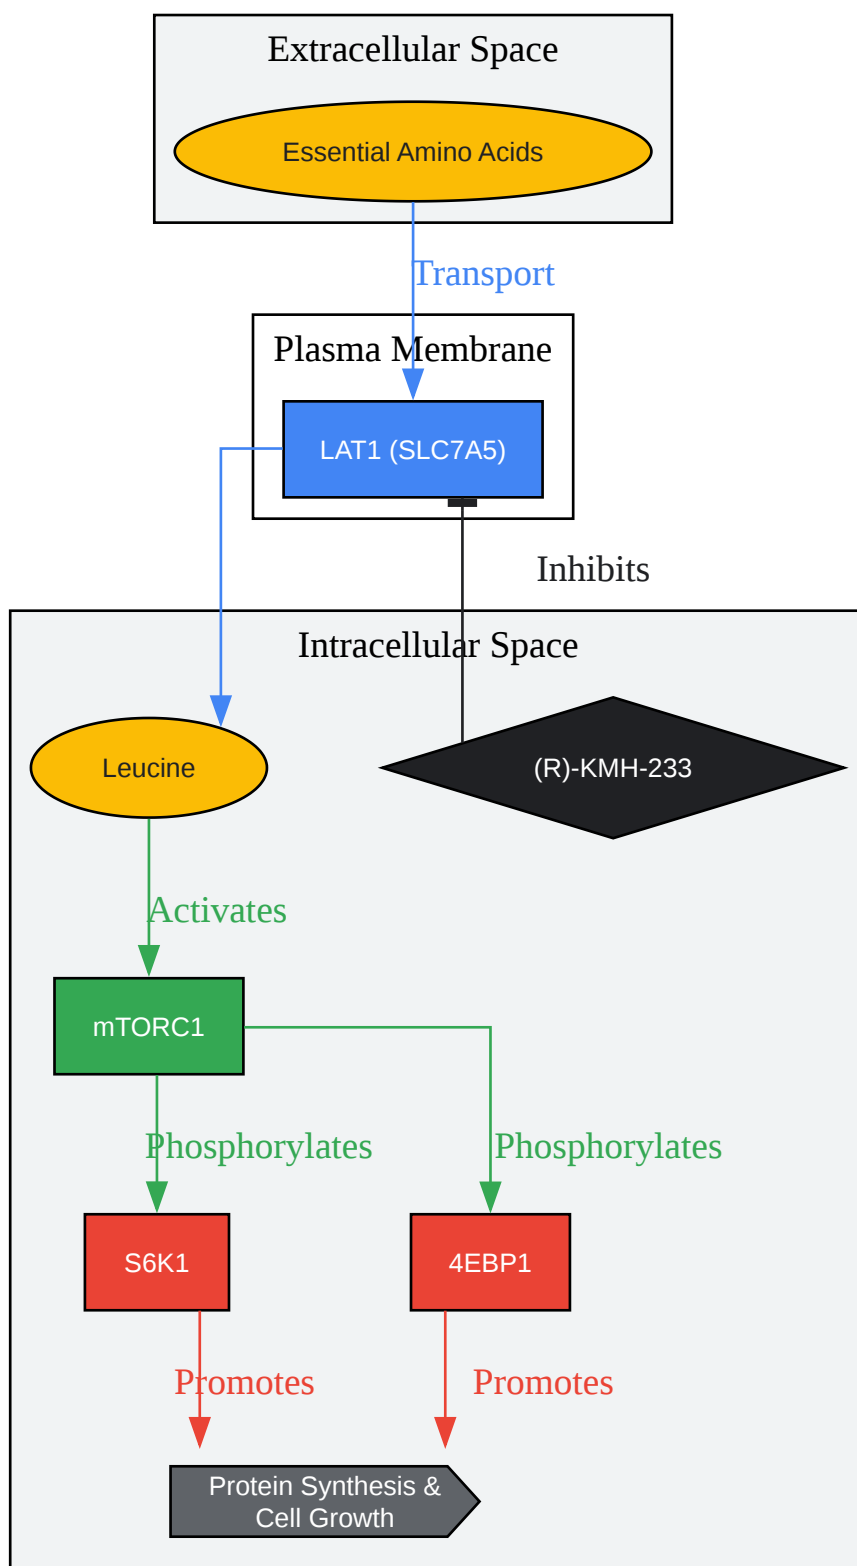 Extracellular Space
Essential Amino Acids
Transport
Plasma Membrane
LAT1 (SLC7A5)
Inhibits
Intracellular Space
Leucine
(R)-KMH-233
Activates
mTORC1
Phosphorylates
Phosphorylates
S6K1
4EBP1
Promotes
Promotes
Protein Synthesis &
Cell Growth